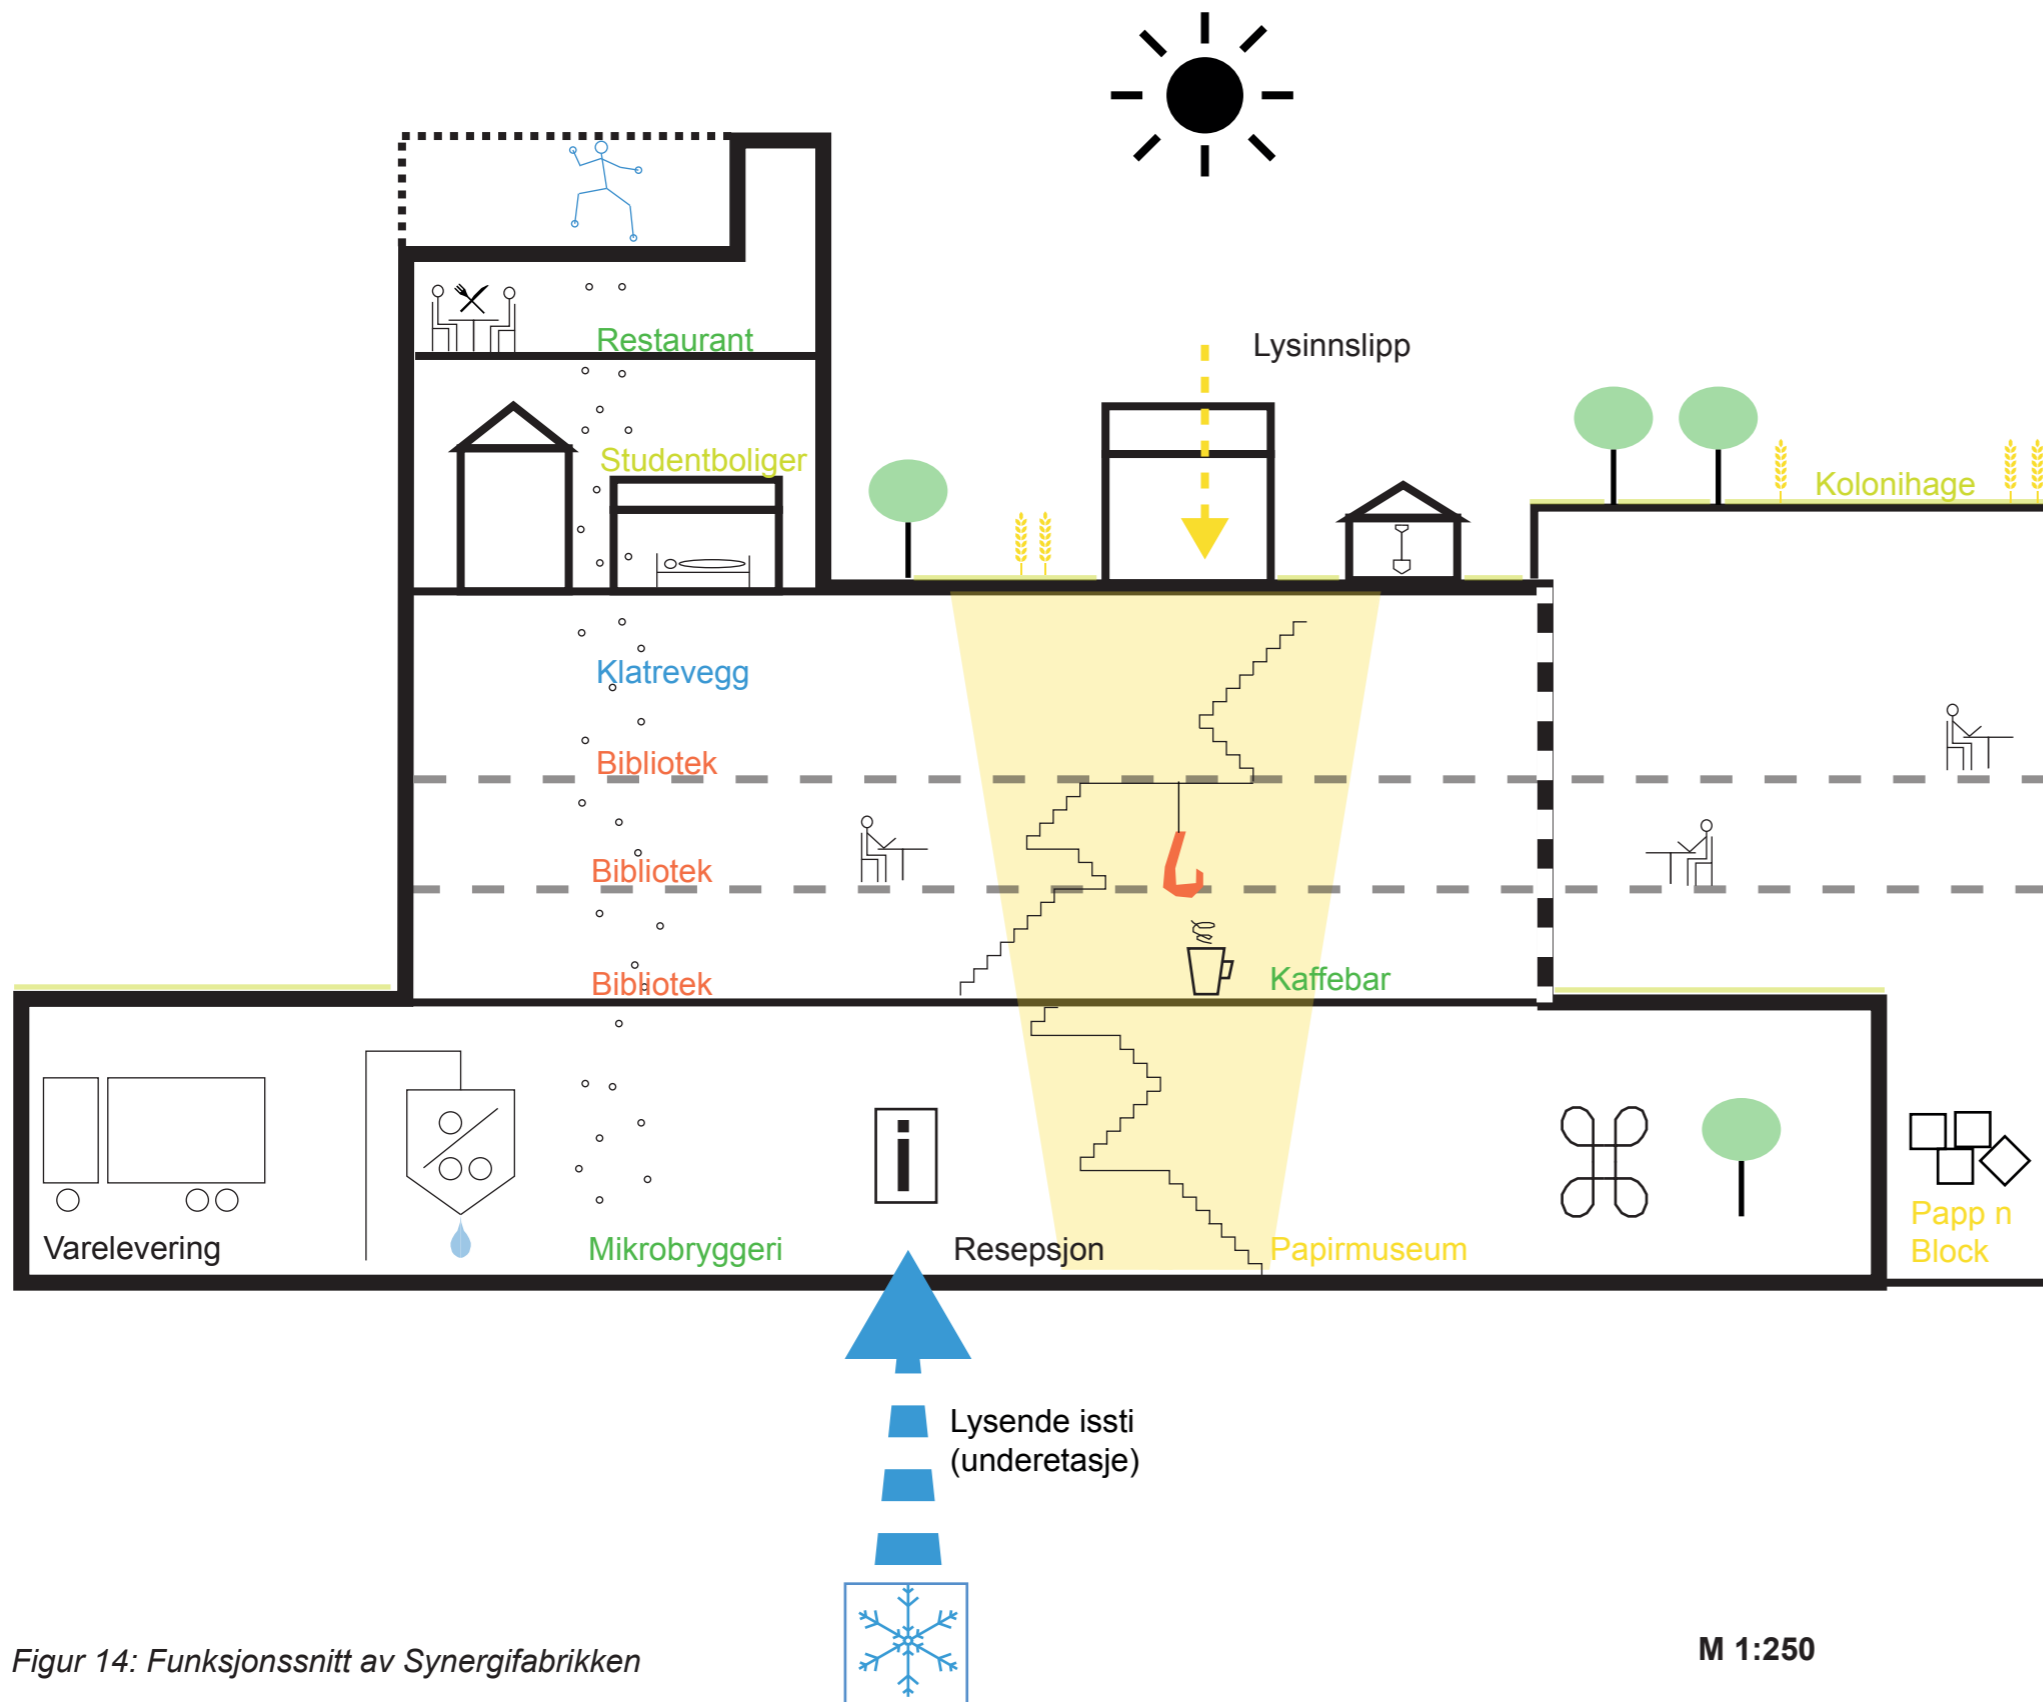 Restaurant
Lysinnslipp
Studentboliger
Kolonihage
Klatrevegg
Bibliotek
Bibliotek
Bibliotek
Kaffebar
i
Varelevering
Mikrobryggeri
Resepsjon
Papirmuseum
Papp n
Block
Lysende issti
(underetasje)
Figur 14: Funksjonssnitt av Synergifabrikken
M 1:250